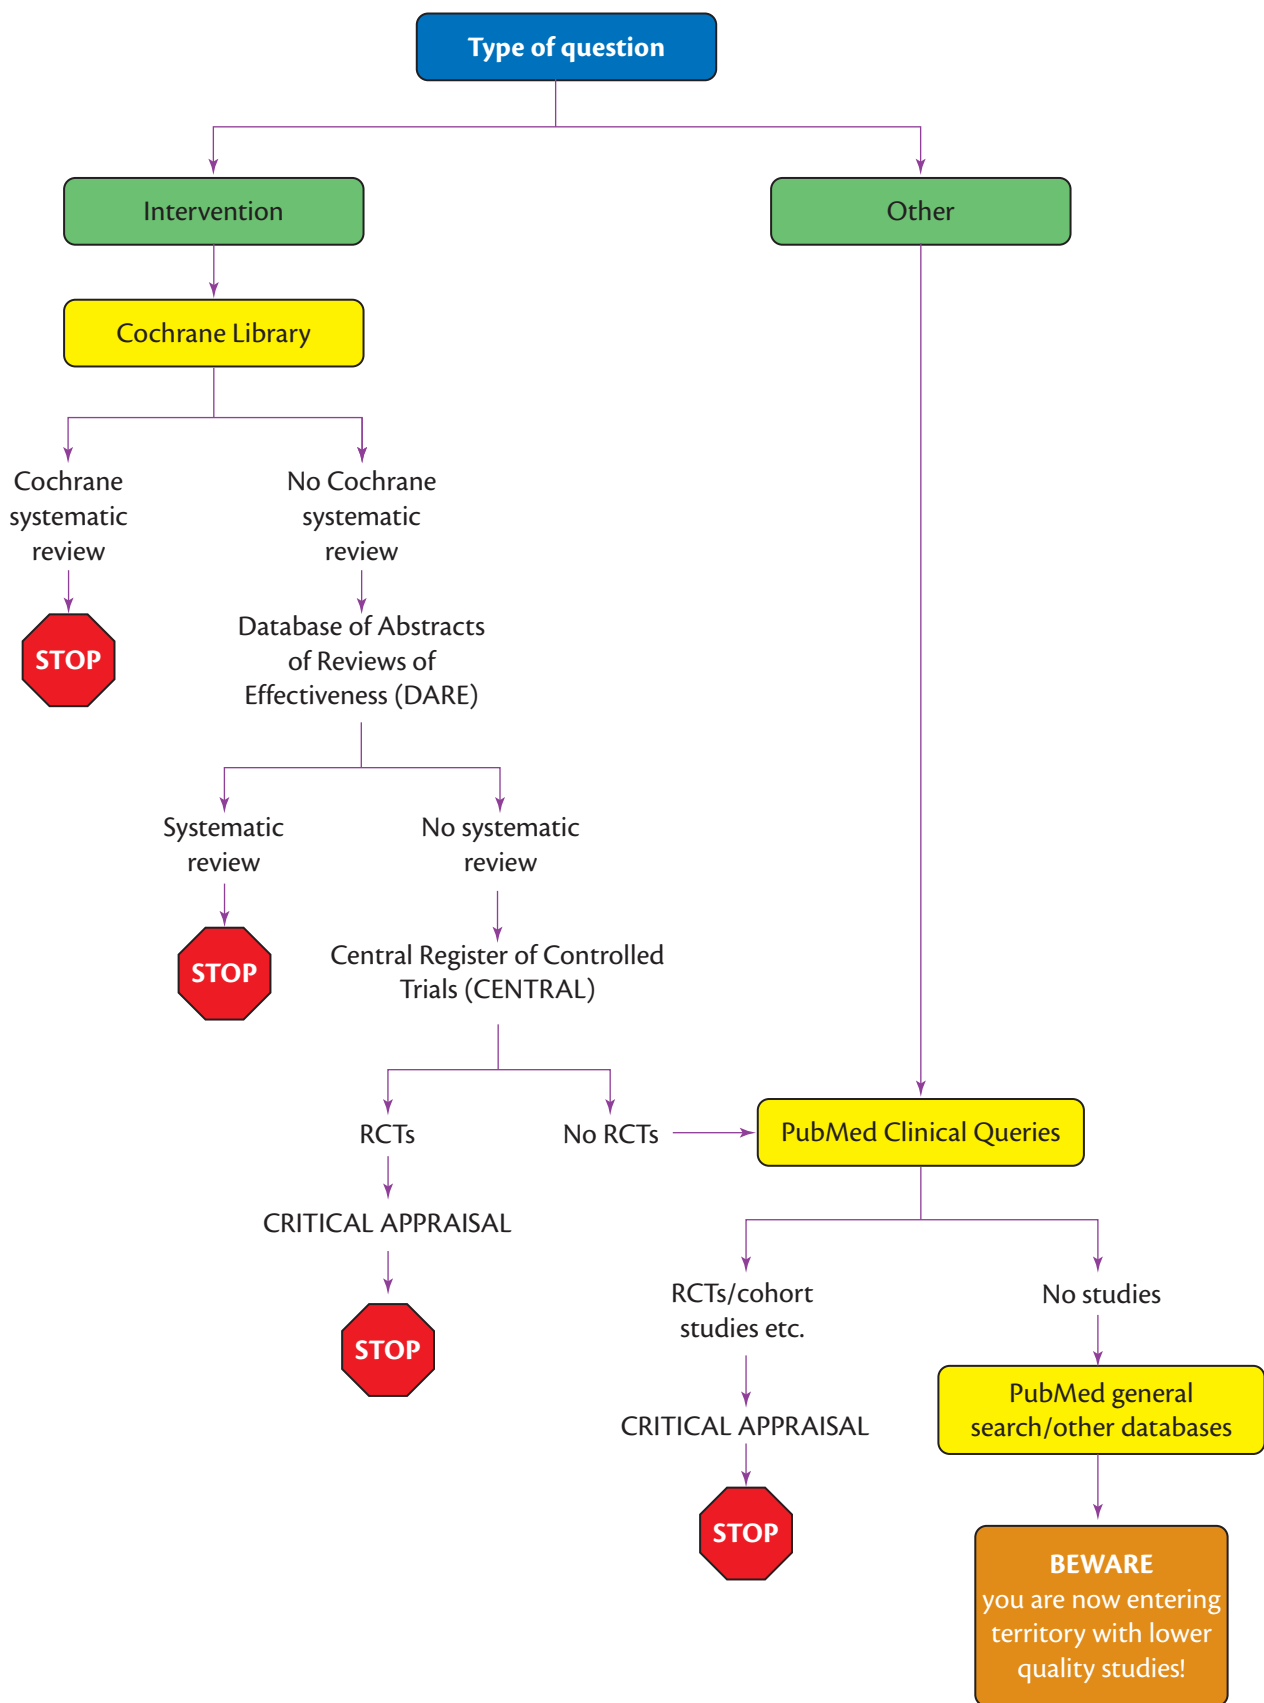 Type of question
Intervention
Other
Cochrane Library
Cochrane
systematic
review
No Cochrane
systematic
review
STOP
Database of Abstracts
of Reviews of
Effectiveness (DARE)
Systematic
review
No systematic
review
STOP
Central Register of Controlled
Trials (CENTRAL)
RCTs
No RCTs
PubMed Clinical Queries
CRITICAL APPRAISAL
STOP
RCTs/cohort
studies etc.
No studies
CRITICAL APPRAISAL
PubMed general
search/other databases
STOP
BEWARE
you are now entering
territory with lower
quality studies!